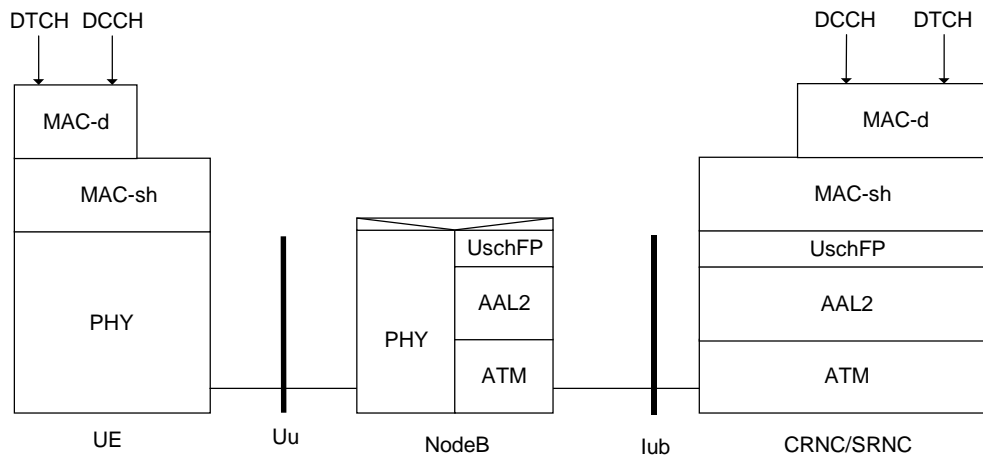 DTCH DCCH DCCH DTCH
MAC-d MAC-d
MAC-sh MAC-sh
UschFP UschFP
PHY PHY AAL2 AAL2
ATM ATM
UE Uu NodeB Iub CRNC/SRNC